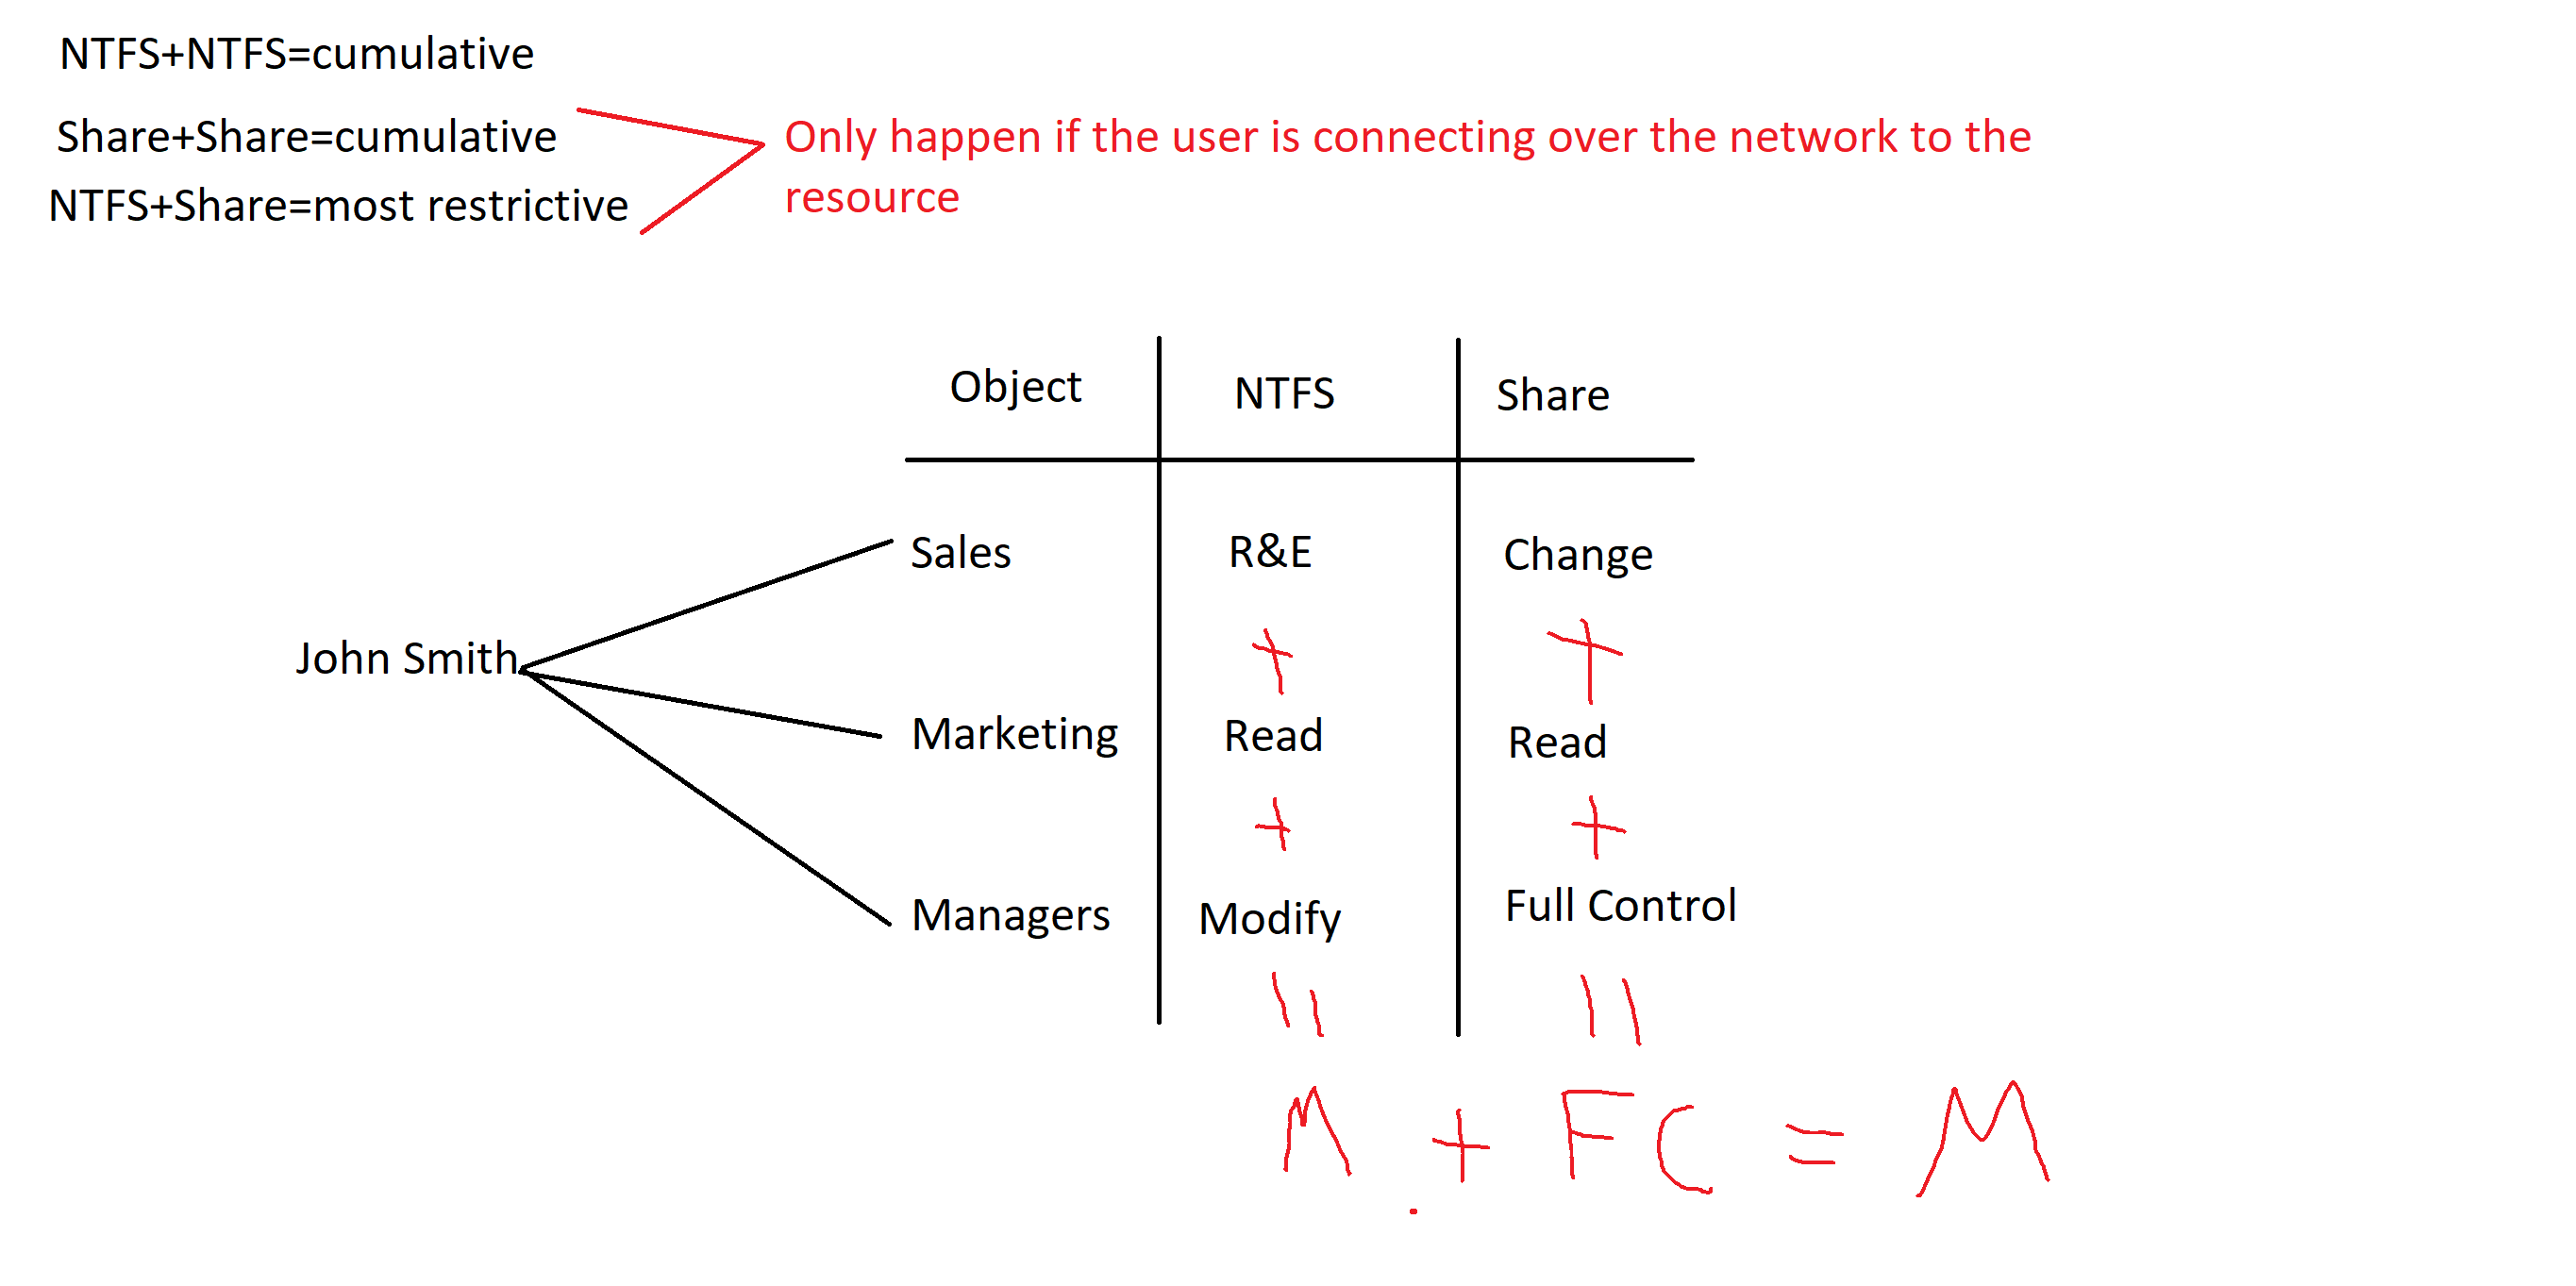 NTFS+NTFS=cumulative
Share+Share=cumulative
NTFS+Share=most restrictive
Only happen if the user is connecting over the network to the
resource
Object NTFS Share
Sales R&E Change
+ +
John Smith
Marketing Read Read
+ +
Managers Modify Full Control
= =
M + FC = M